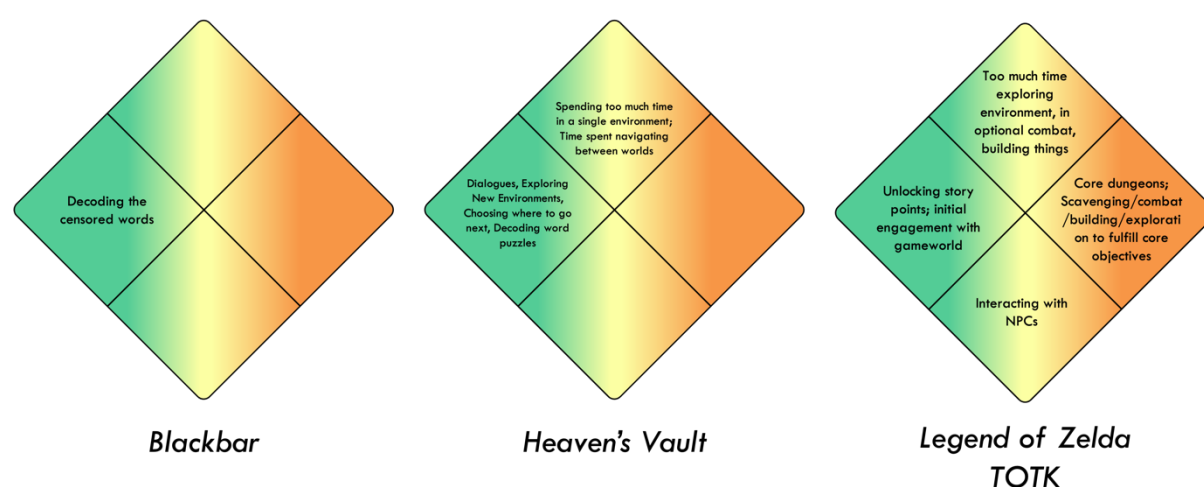 Decoding the
censored words
Blackbar
Spending too much time
in a single environment;
Time spent navigating
between worlds
Dialogues, Exploring
New Environments,
Choosing where to go
next, Decoding word
puzzles
Heaven's Vault
Too much time
exploring
environment, in
optional combat,
building things
Unlocking story
points; initial
engagement with
gameworld
Core dungeons;
Scavenging/combat
/building/explorati
on to fulfill core
objectives
Interacting with
NPCs
Legend of Zelda
TOTK